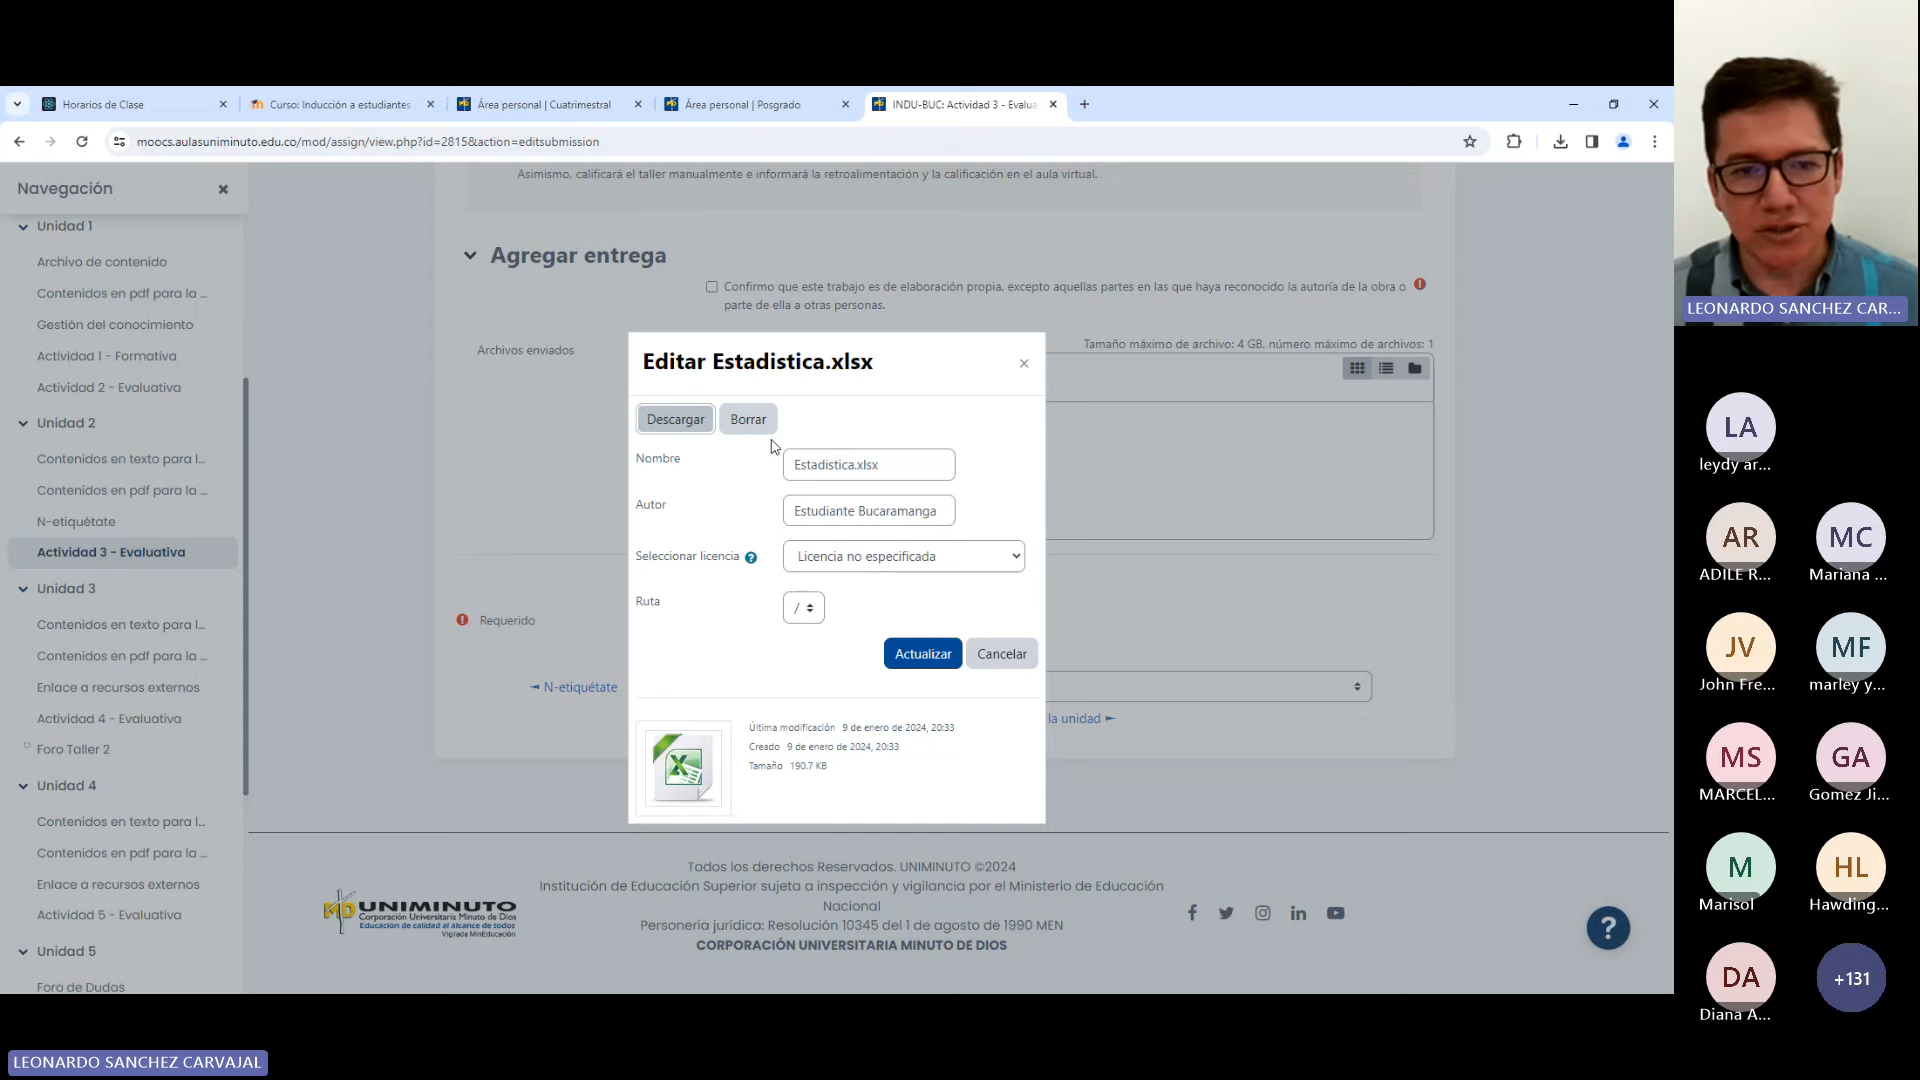 Horarios de Clase
Curso: Inducción a estudiantes
Área personal | Cuatrimestral
Área personal | Posgrado
INDU-BUC: Actividad 3 - Evalua
moocs.aulasuniminuto.edu.co/mod/assign/view.php?id=2815&action=editsubmission
Navegación
Unidad 1
Archivo de contenido
Contenidos en pdf para la ...
Gestión del conocimiento
Actividad 1 - Formativa
Actividad 2 - Evaluativa
Unidad 2
Contenidos en texto para l...
Contenidos en pdf para la ...
N-etiquétate
Actividad 3 - Evaluativa
Unidad 3
Contenidos en texto para l...
Contenidos en pdf para la ...
Enlace a recursos externos
Actividad 4 - Evaluativa
Foro Taller 2
Unidad 4
Contenidos en texto para l...
Contenidos en pdf para la ...
Enlace a recursos externos
Actividad 5 - Evaluativa
Unidad 5
Foro de Dudas
Asimismo, calificará el taller manualmente e informará la retroalimentación y la calificación en el aula virtual.
Agregar entrega
Confirmo que este trabajo es de elaboración propia, excepto aquellas partes en las que haya reconocido la autoría de la obra o
parte de ella a otras personas.
Archivos enviados
Tamaño máximo de archivo: 4 GB, número máximo de archivos: 1
Editar Estadistica.xlsx
Descargar
Borrar
Nombre
Estadistica.xlsx
Autor
Estudiante Bucaramanga
Seleccionar licencia
Licencia no especificada
Ruta
/
Actualizar
Cancelar
Última modificación 9 de enero de 2024, 20:33
Creado 9 de enero de 2024, 20:33
Tamaño 190.7 KB
Requerido
N-etiquétate
la unidad
UNIMINUTO
Corporación Universitaria Minuto de Dios
Educación de calidad al alcance de todos
Vigilada MinEducación
Todos los derechos Reservados. UNIMINUTO ©2024
Institución de Educación Superior sujeta a inspección y vigilancia por el Ministerio de Educación
Nacional
Personería jurídica: Resolución 10345 del 1 de agosto de 1990 MEN
CORPORACIÓN UNIVERSITARIA MINUTO DE DIOS
?
LEONARDO SANCHEZ CAR...
LA
leydy ar...
AR
ADILE R...
MC
Mariana ...
JV
John Fre...
MF
marley y...
MS
MARCEL...
GA
Gomez Ji...
M
Marisol
HL
Hawding...
DA
Diana A...
+131
LEONARDO SANCHEZ CARVAJAL